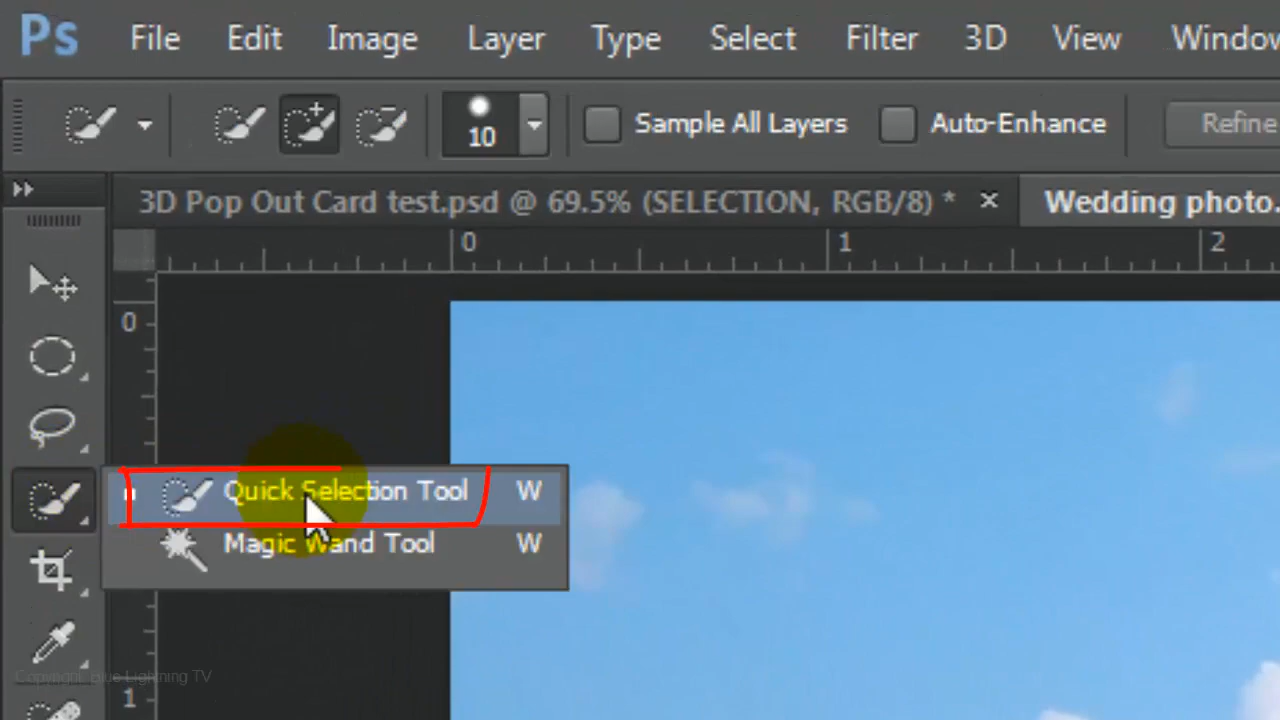 Ps File Edit Image Layer Type Select Filter 3D View Window
10 Sample All Layers Auto-Enhance Refine
3D Pop Out Card test.psd @ 69.5% (SELECTION, RGB/8) * × Wedding photo.
0 1 2
0
Quick Selection Tool W
Magic Wand Tool W
Copyright: Blue Lightning TV
1